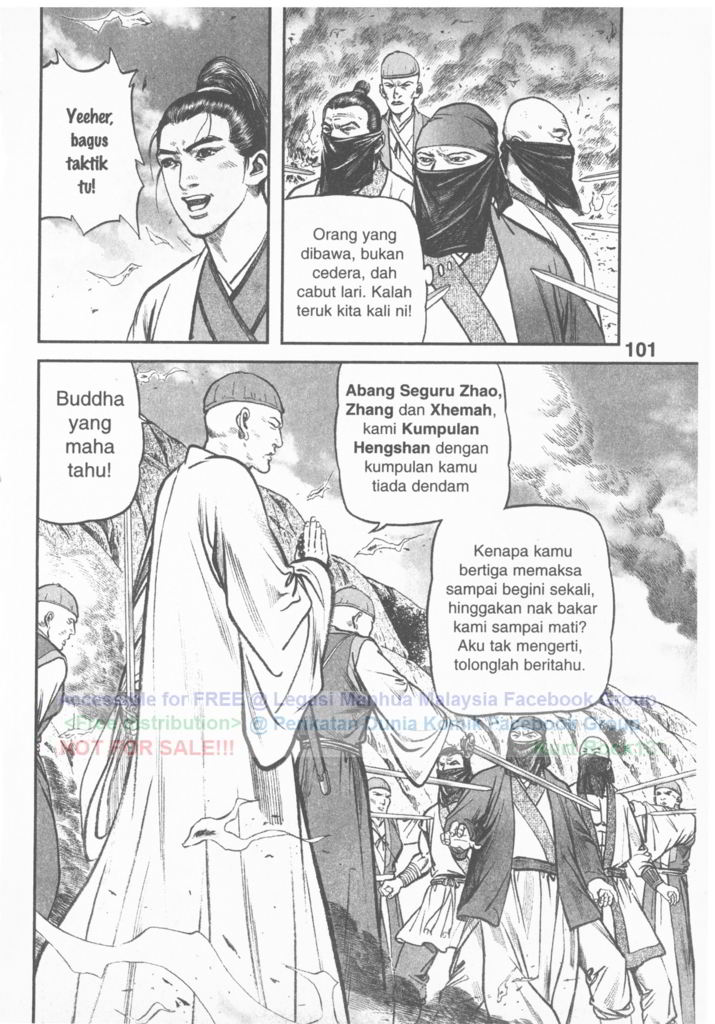 Yeeher,
bagus
taktik
tu!
Orang yang
dibawa, bukan
cedera, dah
cabut lari. Kalah
teruk kita kali ni!
101
Buddha
yang
maha
tahu!
Abang Seguru Zhao,
Zhang dan Xhemah,
kami Kumpulan
Hengshan dengan
kumpulan kamu
tiada dendam
Kenapa kamu
bertiga memaksa
sampai begini sekali,
hinggakan nak bakar
kami sampai mati?
Aku tak mengerti,
tolonglah beritahu.
Accessible for FREE @ Legasi Manhua Malaysia Facebook Group
<Free distribution> @ Penkatan Dunia Komik Facebook Group
NOT FOR SALE!!!